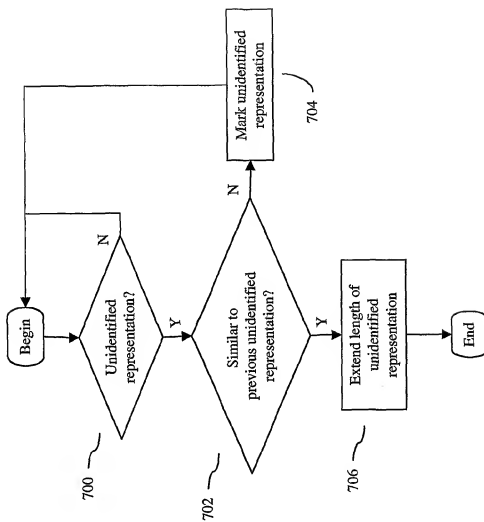 Begin
700
Unidentified
representation?
N
Y
702
Similar to
previous unidentified
representation?
N
Mark unidentified
representation
704
Y
706
Extend length of
unidentified
representation
End